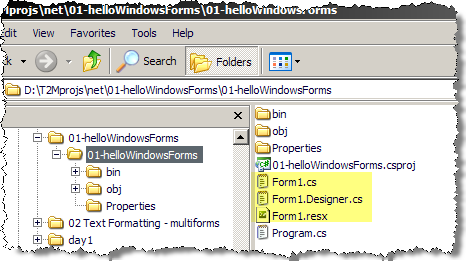 Mprojs\net\01-helloWindowsForms\01-helloWindowsForms
View Favorites Tools Help
Search Folders
D:\T2Mprojs\net\01-helloWindowsForms\01-helloWindowsForms
01-helloWindowsForms
01-helloWindowsForms
bin
obj
Properties
02 Text Formatting - multiforms
day1
bin
obj
Properties
01-helloWindowsForms.csproj
Form1.cs
Form1.Designer.cs
Form1.resx
Program.cs